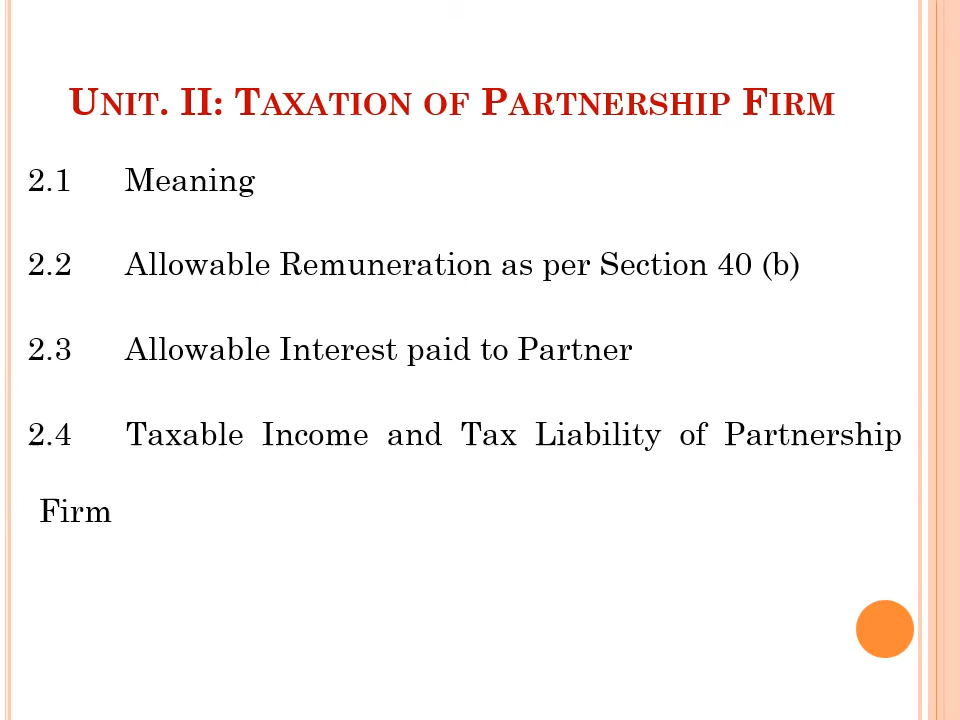 UNIT. II: TAXATION OF PARTNERSHIP FIRM
2.1 Meaning
2.2 Allowable Remuneration as per Section 40 (b)
2.3 Allowable Interest paid to Partner
2.4 Taxable Income and Tax Liability of Partnership
Firm